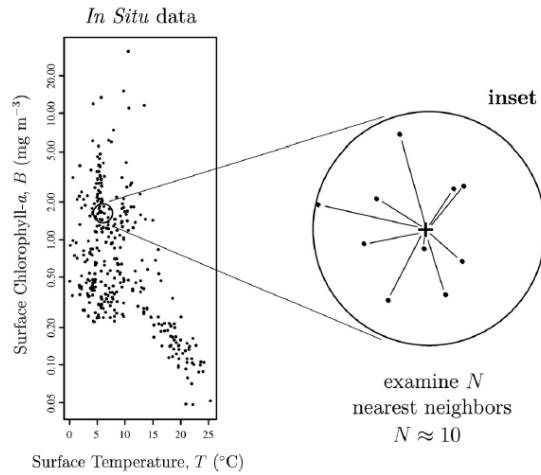 In Situ data
Surface Chlorophyll-a, B (mg m⁻³)
20.00
10.00
5.00
2.00
1.00
0.50
0.20
0.10
0.05
0 5 10 15 20 25
Surface Temperature, T (°C)
inset
examine N
nearest neighbors
N ≈ 10